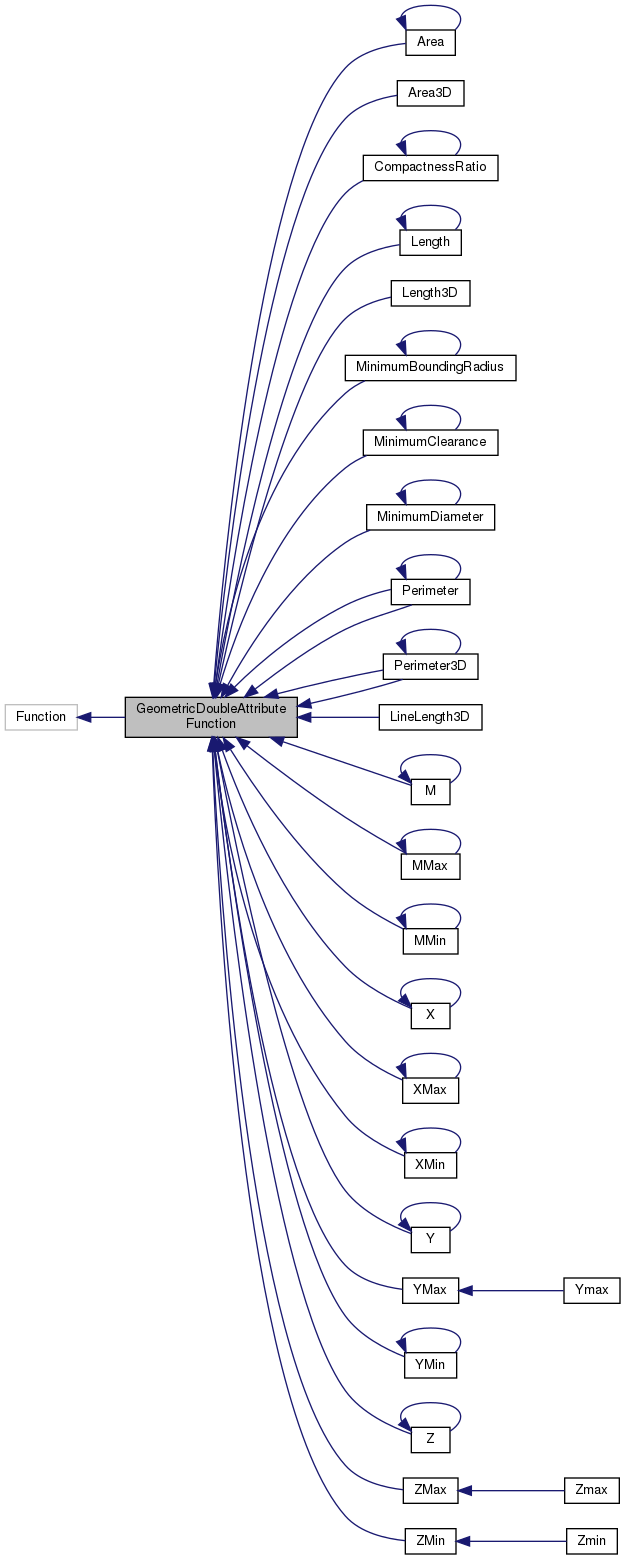 Area
Area3D
CompactnessRatio
Length
Length3D
MinimumBoundingRadius
MinimumClearance
MinimumDiameter
Perimeter
Perimeter3D
Function
GeometricDoubleAttribute
Function
LineLength3D
M
MMax
MMin
X
XMax
XMin
Y
YMax
Ymax
YMin
Z
ZMax
Zmax
ZMin
Zmin